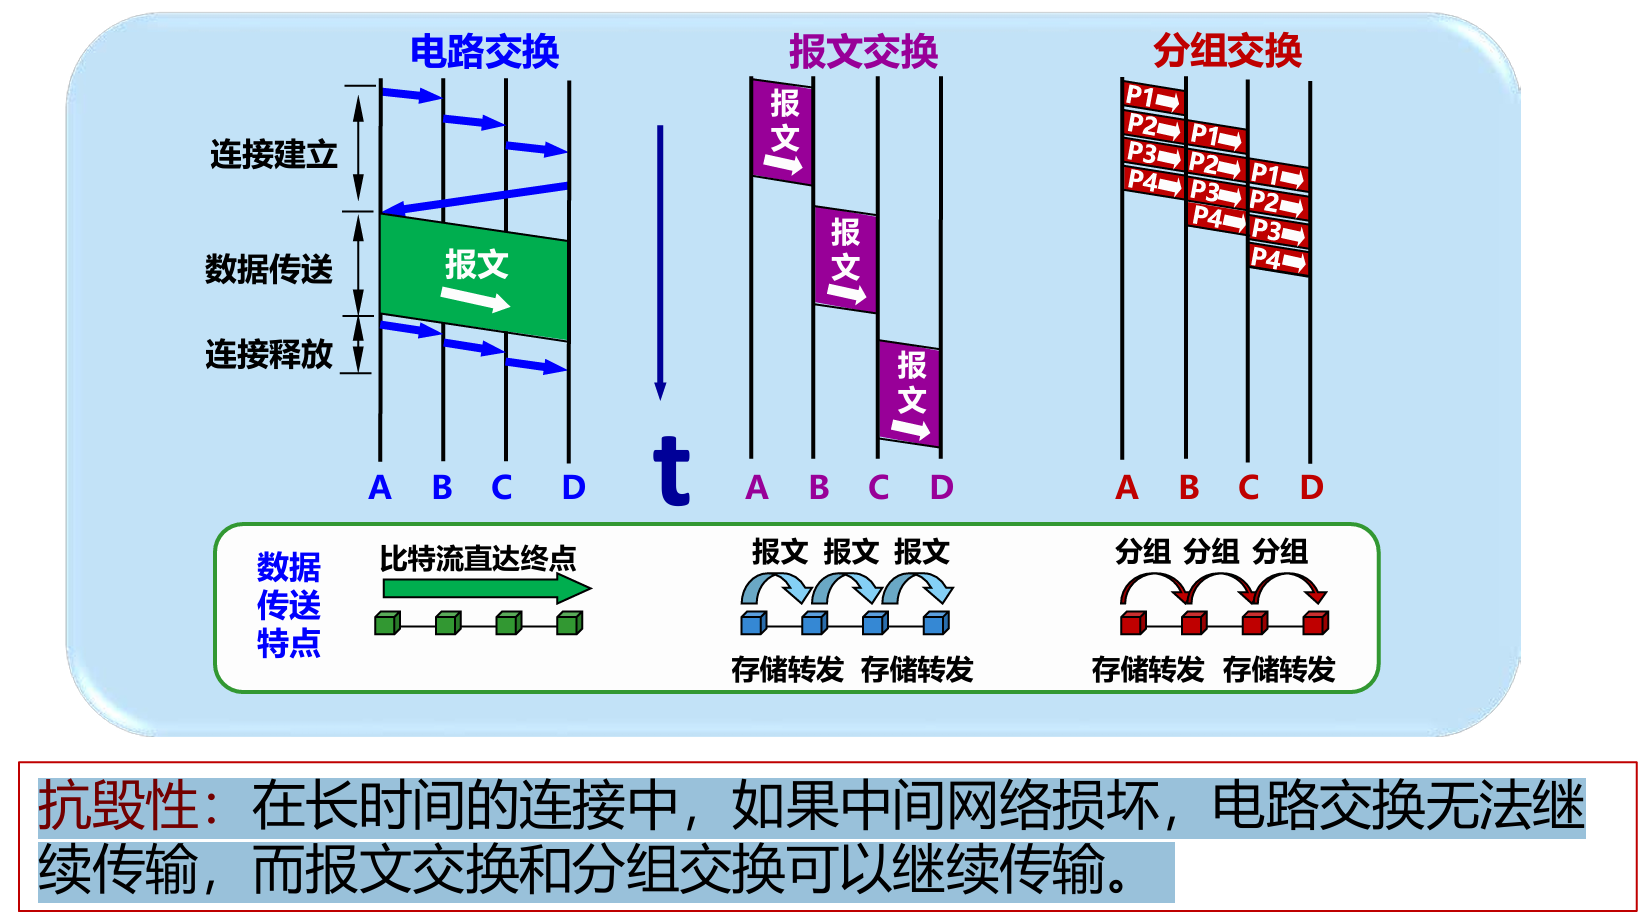 电路交换
报文交换
分组交换
连接建立
数据传送
连接释放
报文
A B C D
t
报
文
报
文
报
文
A B C D
P1
P2 P1
P3 P2 P1
P4 P3 P2
P4 P3
P4
A B C D
数据
传送
特点
比特流直达终点
报文 报文 报文
存储转发 存储转发
分组 分组 分组
存储转发 存储转发
抗毁性：在长时间的连接中，如果中间网络损坏，电路交换无法继
续传输，而报文交换和分组交换可以继续传输。